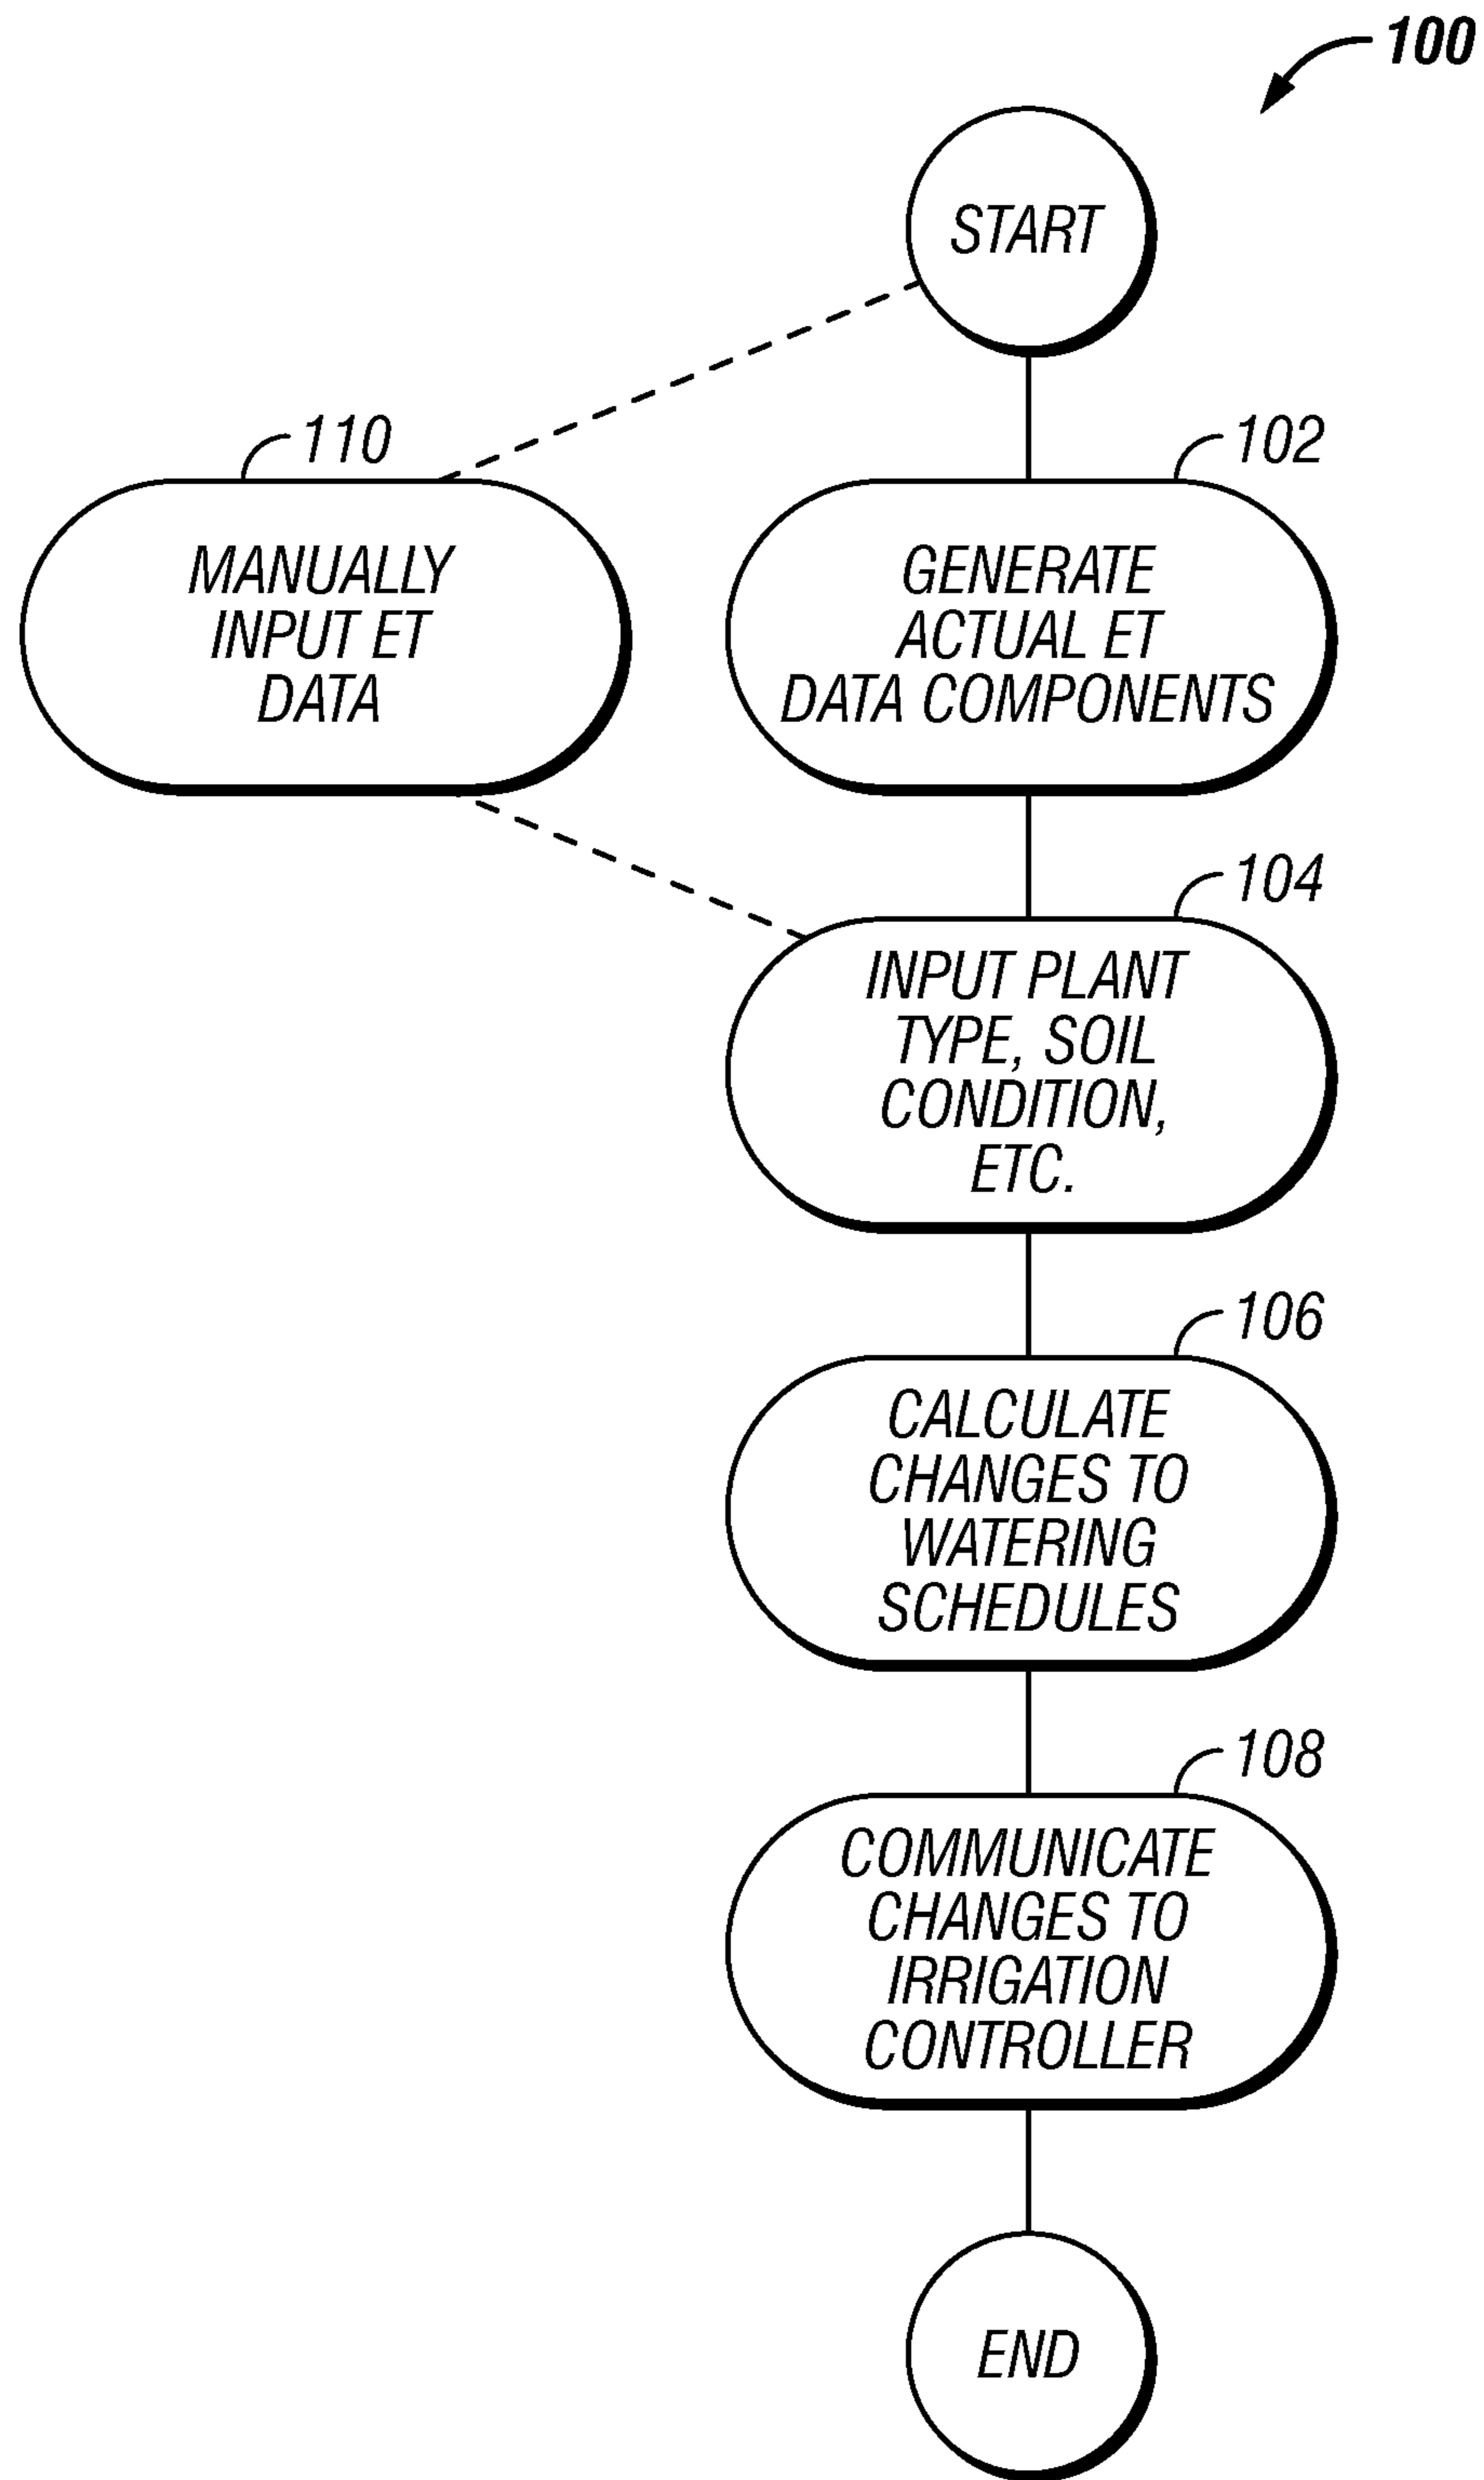 100
START
110
102
MANUALLY
INPUT ET
DATA
GENERATE
ACTUAL ET
DATA COMPONENTS
104
INPUT PLANT
TYPE, SOIL
CONDITION,
ETC.
106
CALCULATE
CHANGES TO
WATERING
SCHEDULES
108
COMMUNICATE
CHANGES TO
IRRIGATION
CONTROLLER
END